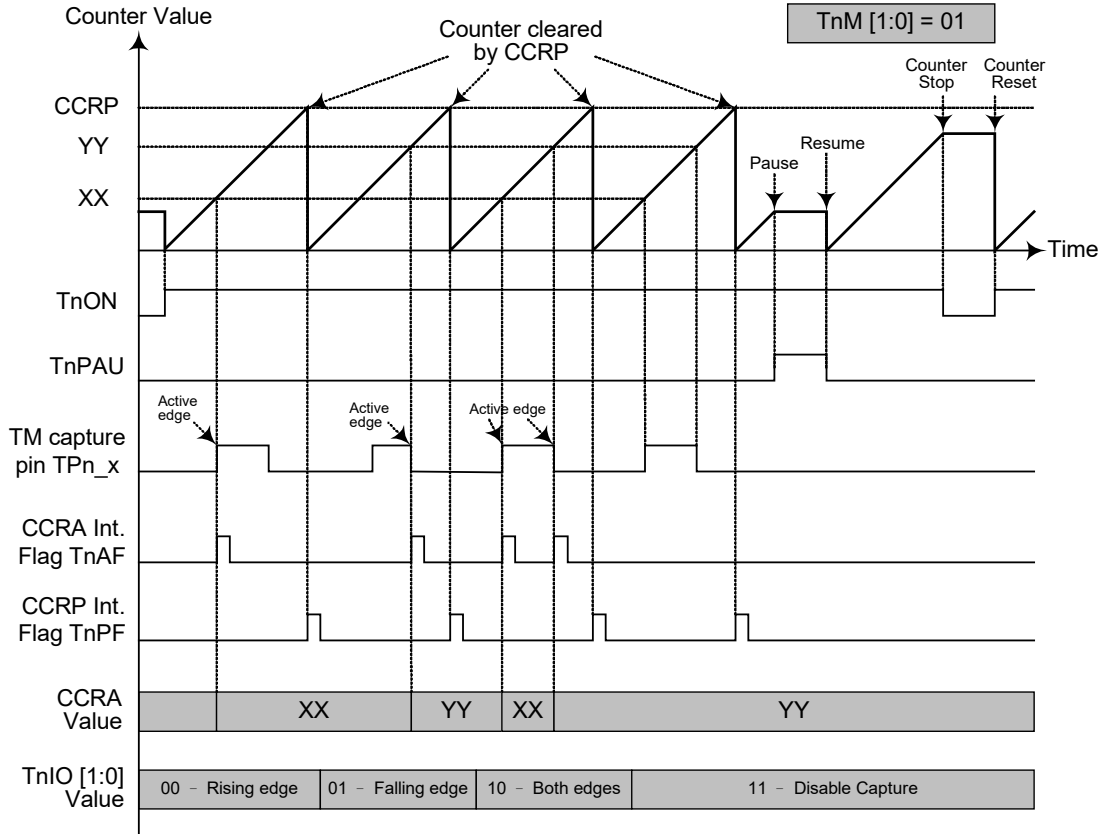 Counter Value
TnM [1:0] = 01
Counter cleared
by CCRP
Counter
Stop
Counter
Reset
CCRP
YY
XX
Pause
Resume
Time
TnON
TnPAU
Active
edge
Active
edge
Active edge
TM capture
pin TPn_x
CCRA Int.
Flag TnAF
CCRP Int.
Flag TnPF
CCRA
Value
XX
YY
XX
YY
TnIO [1:0]
Value
00 – Rising edge
01 – Falling edge
10 – Both edges
11 – Disable Capture